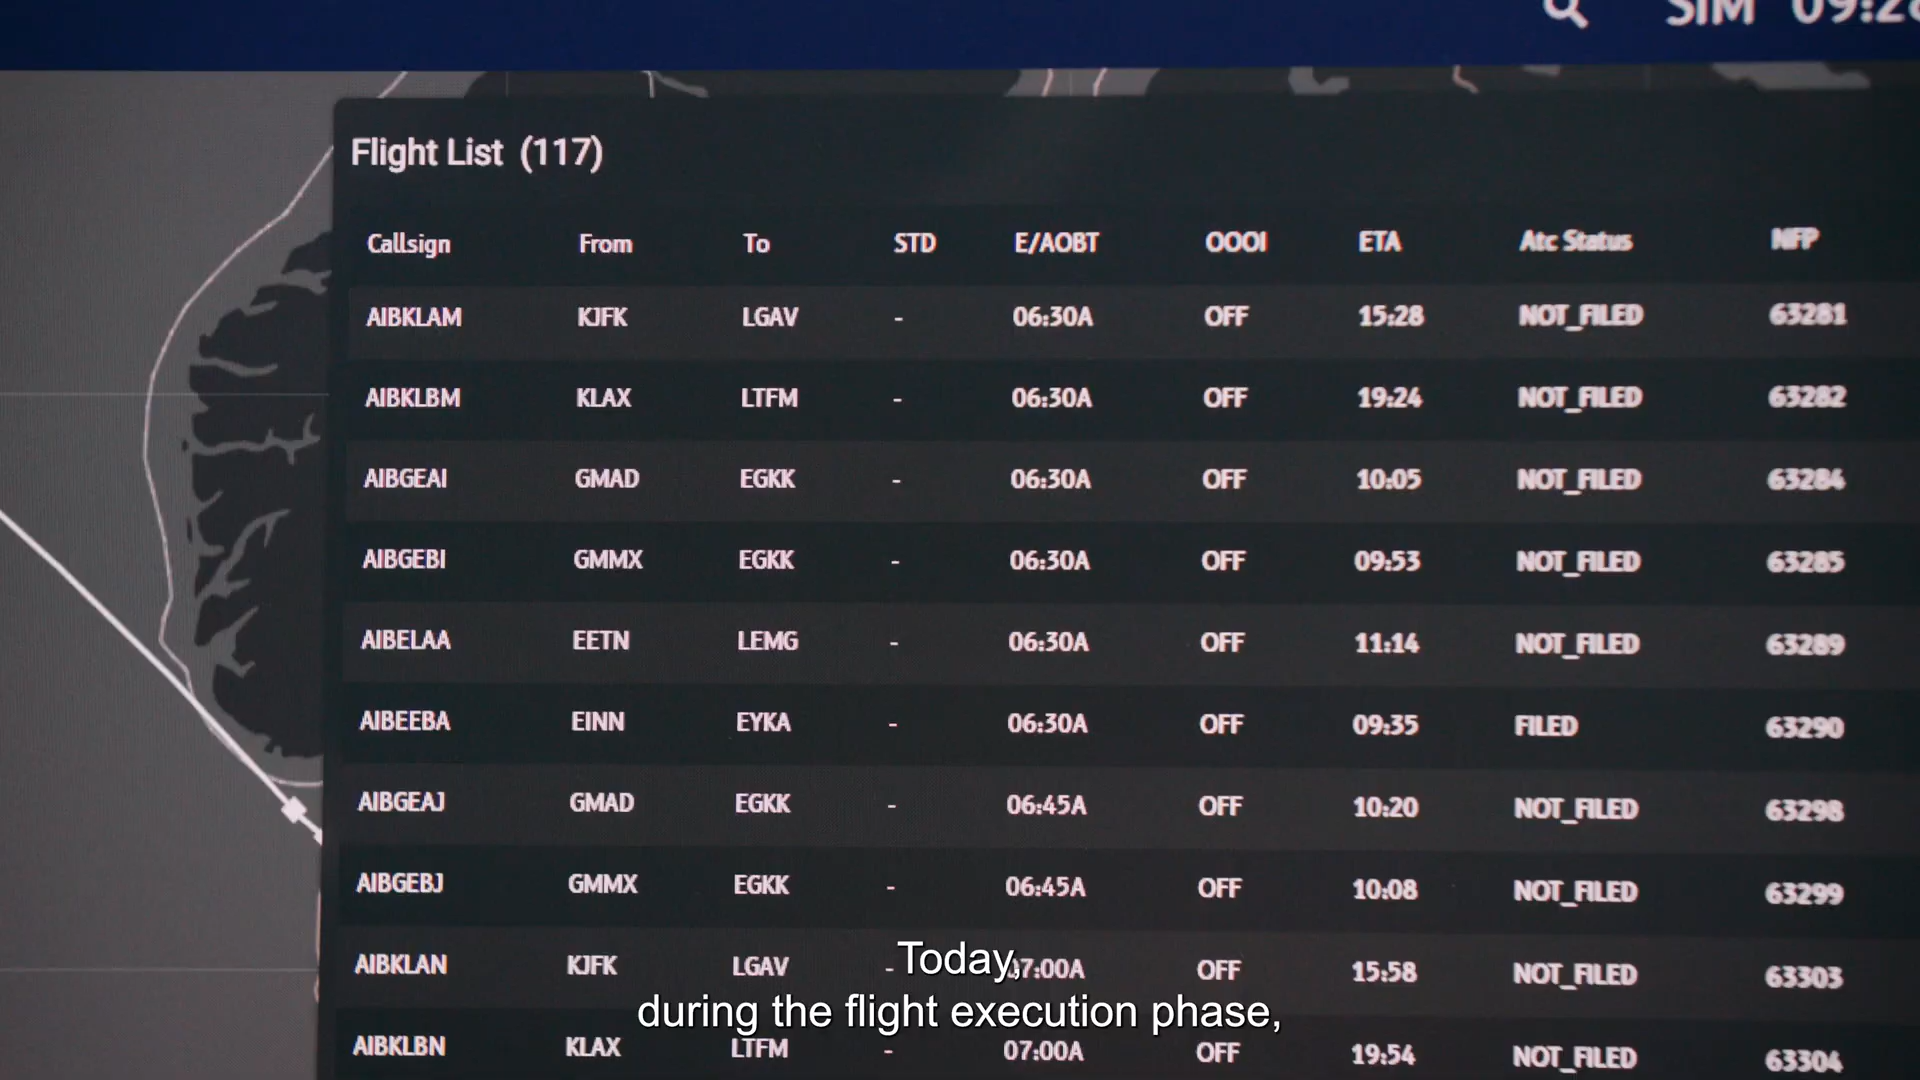 SIM 09:28
Flight List (117)
Callsign From To STD E/AOBT OOOI ETA Atc Status NFP
AIBKLAM KJFK LGAV - 06:30A OFF 15:28 NOT_FILED 63281
AIBKLBM KLAX LTFM - 06:30A OFF 19:24 NOT_FILED 63282
AIBGEAI GMAD EGKK - 06:30A OFF 10:05 NOT_FILED 63284
AIBGEBI GMMX EGKK - 06:30A OFF 09:53 NOT_FILED 63285
AIBELAA EETN LEMG - 06:30A OFF 11:14 NOT_FILED 63289
AIBEEBA EINN EYKA - 06:30A OFF 09:35 FILED 63290
AIBGEAJ GMAD EGKK - 06:45A OFF 10:20 NOT_FILED 63298
AIBGEBJ GMMX EGKK - 06:45A OFF 10:08 NOT_FILED 63299
AIBKLAN KJFK LGAV - 07:00A OFF 15:58 NOT_FILED 63303
AIBKLBN KLAX LTFM - 07:00A OFF 19:54 NOT_FILED 63304
Today,
during the flight execution phase,